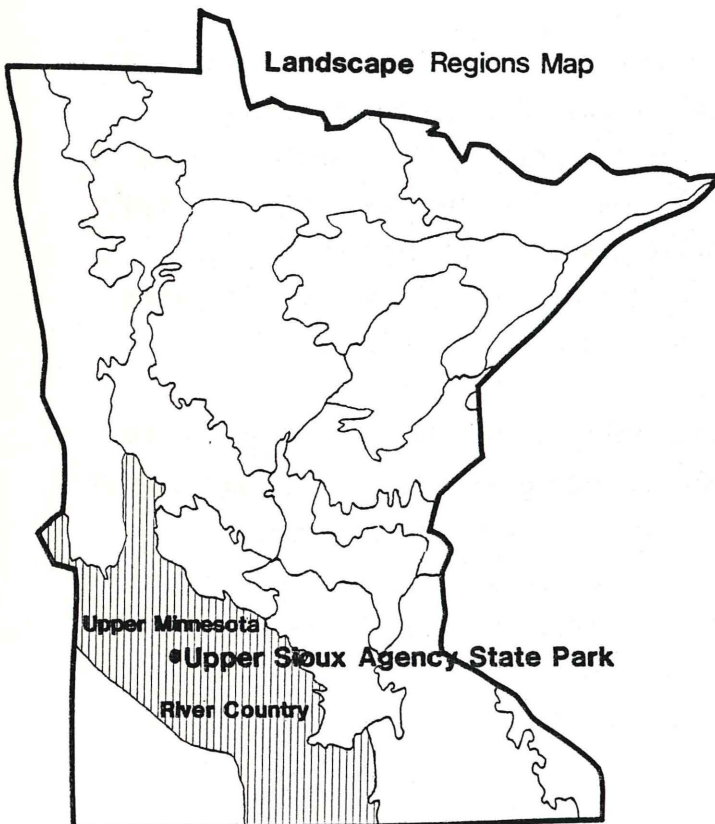 Landscape Regions Map
Upper Minnesota
Upper Sioux Agency State Park
River Country